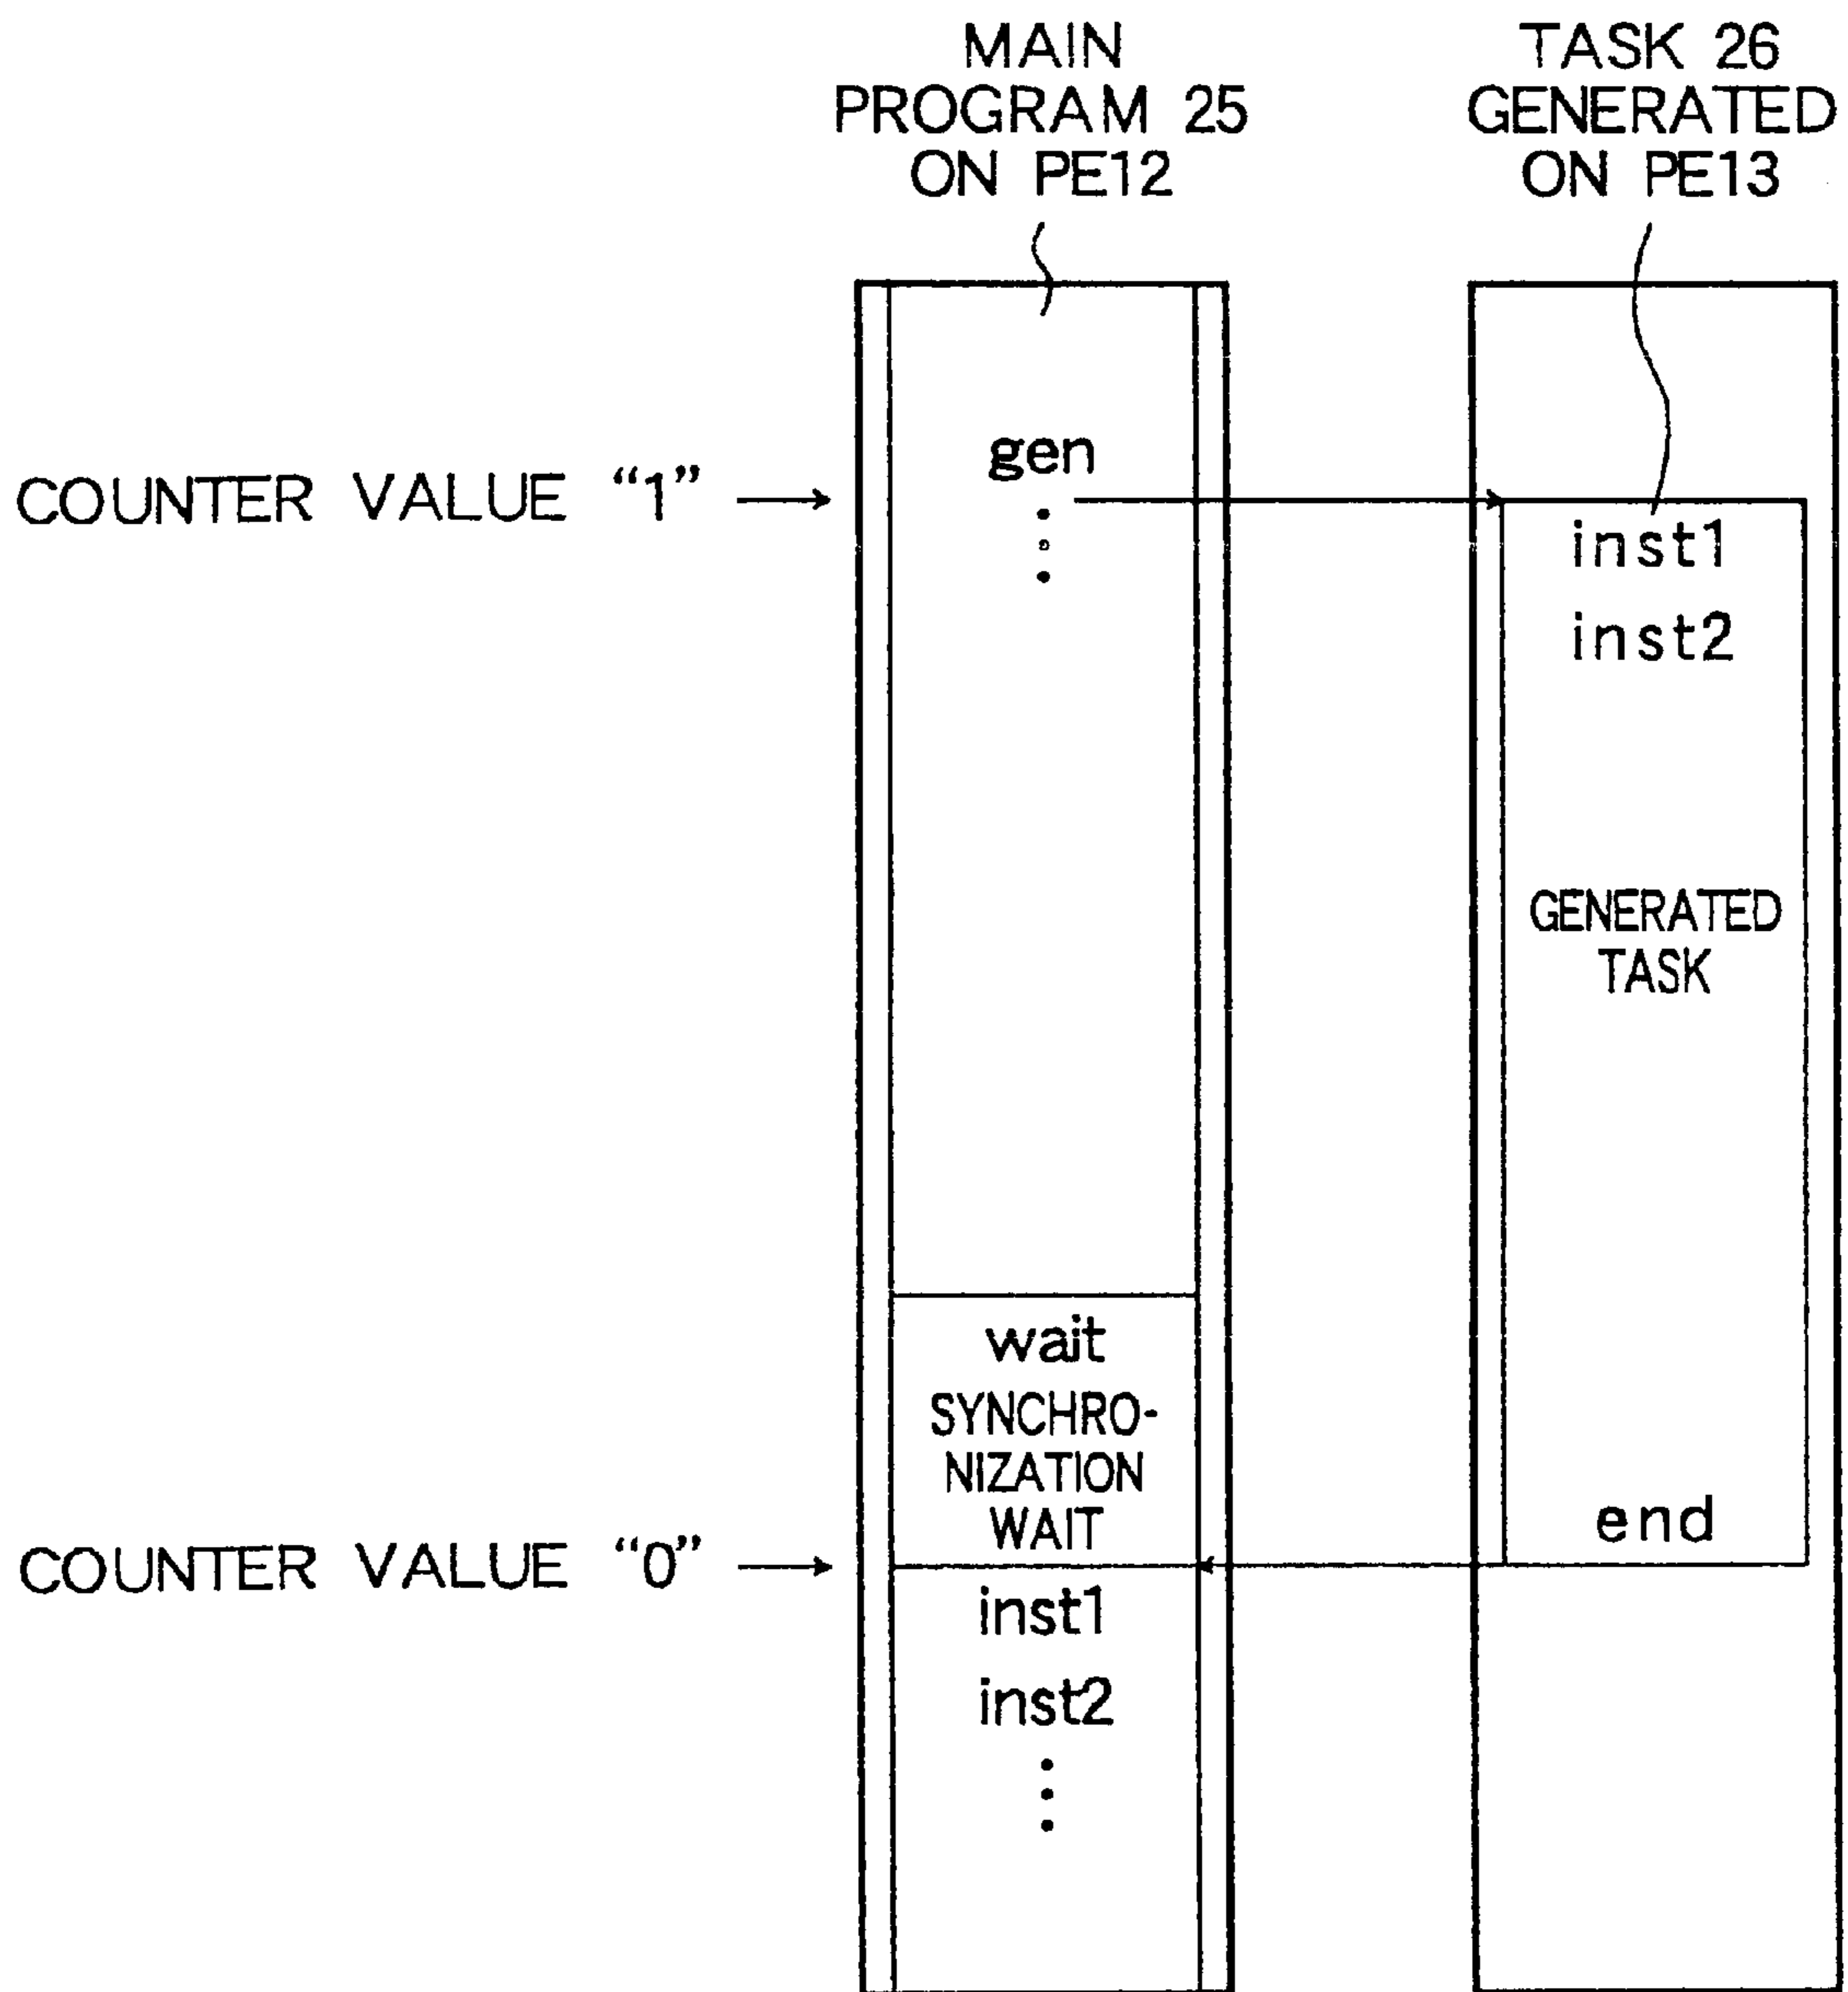 MAIN
PROGRAM 25
ON PE12
TASK 26
GENERATED
ON PE13
COUNTER VALUE “1”
gen
inst1
inst2
GENERATED
TASK
wait
SYNCHRO-
NIZATION
WAIT
end
COUNTER VALUE “0”
inst1
inst2